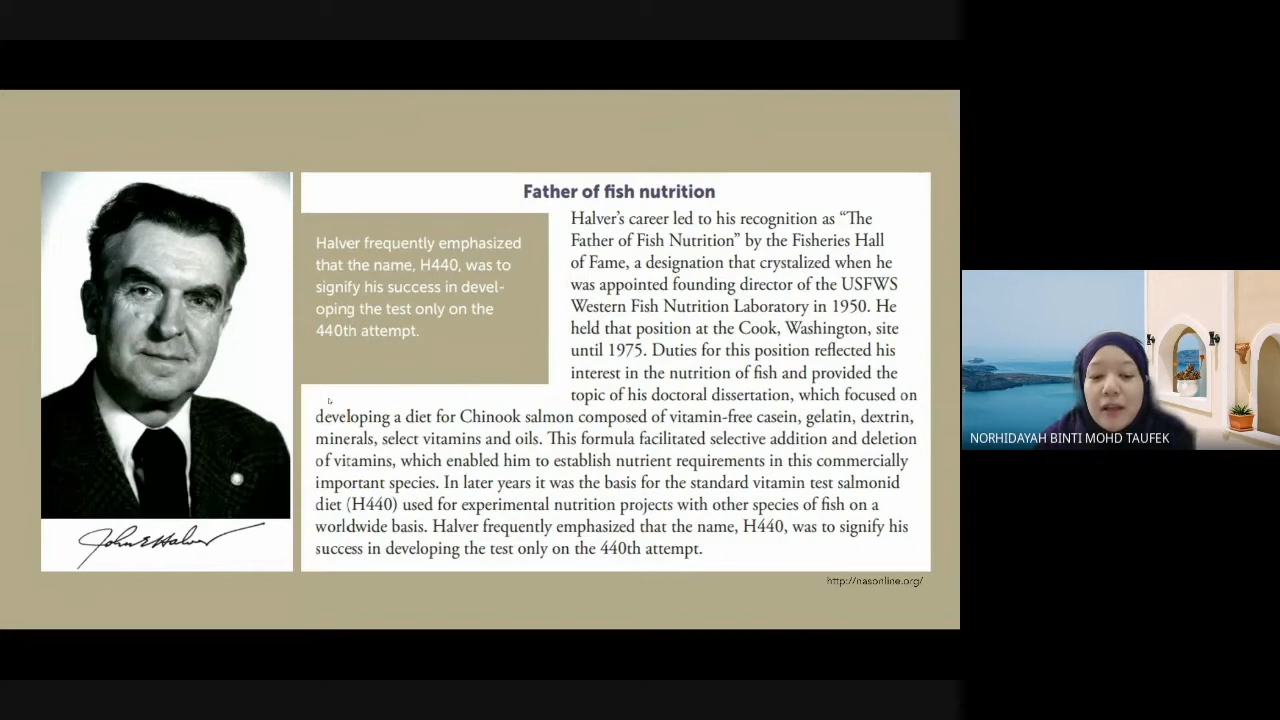 Father of fish nutrition
Halver frequently emphasized
that the name, H440, was to
signify his success in devel-
oping the test only on the
440th attempt.
Halver's career led to his recognition as “The
Father of Fish Nutrition” by the Fisheries Hall
of Fame, a designation that crystalized when he
was appointed founding director of the USFWS
Western Fish Nutrition Laboratory in 1950. He
held that position at the Cook, Washington, site
until 1975. Duties for this position reflected his
interest in the nutrition of fish and provided the
topic of his doctoral dissertation, which focused on
developing a diet for Chinook salmon composed of vitamin-free casein, gelatin, dextrin,
minerals, select vitamins and oils. This formula facilitated selective addition and deletion
of vitamins, which enabled him to establish nutrient requirements in this commercially
important species. In later years it was the basis for the standard vitamin test salmonid
diet (H440) used for experimental nutrition projects with other species of fish on a
worldwide basis. Halver frequently emphasized that the name, H440, was to signify his
success in developing the test only on the 440th attempt.
John E Halver
http://nasonline.org/
NORHIDAYAH BINTI MOHD TAUFEK